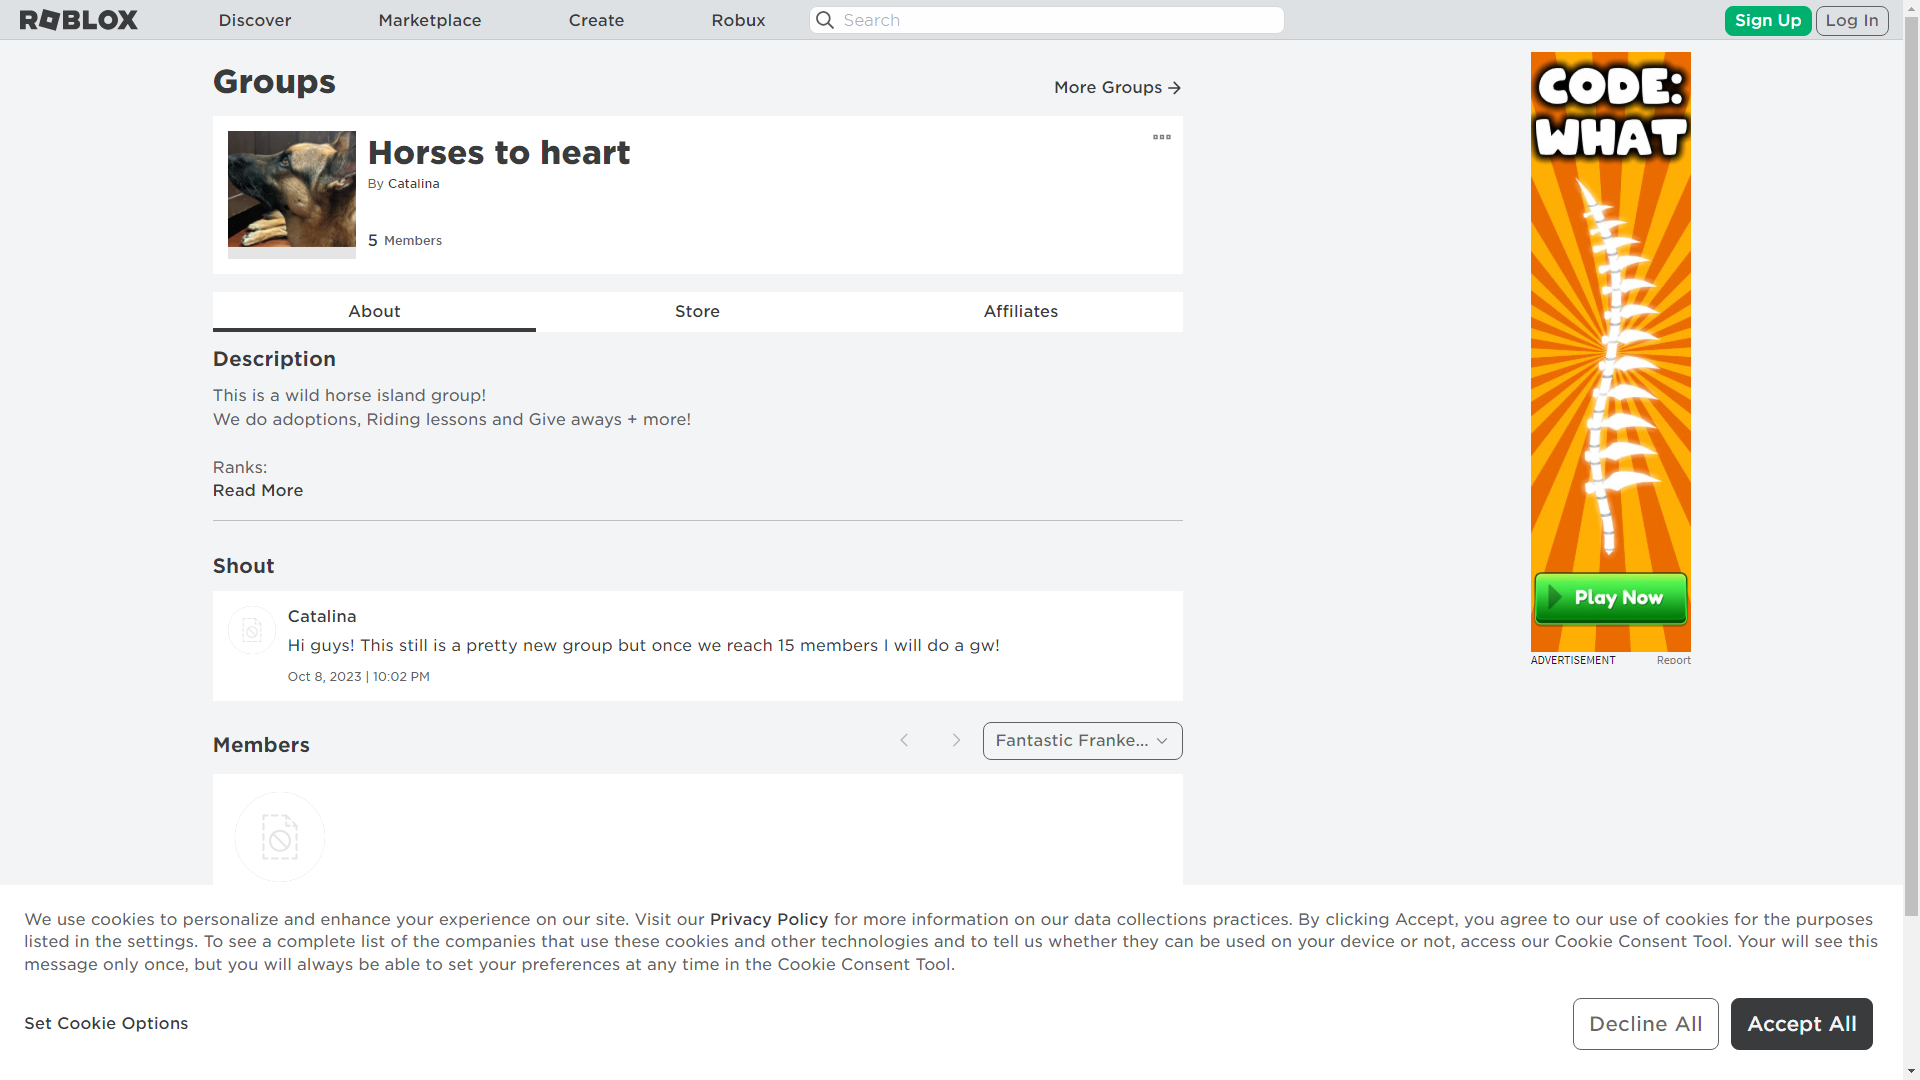 ROBLOX
Discover
Marketplace
Create
Robux
Search
Sign Up
Log In
Groups
More Groups
Horses to heart
By Catalina
5 Members
About
Store
Affiliates
Description
This is a wild horse island group!
We do adoptions, Riding lessons and Give aways + more!
Ranks:
Read More
Shout
Catalina
Hi guys! This still is a pretty new group but once we reach 15 members I will do a gw!
Oct 8, 2023 | 10:02 PM
Members
Fantastic Franke...
CODE:
WHAT
Play Now
ADVERTISEMENT
Report
We use cookies to personalize and enhance your experience on our site. Visit our Privacy Policy for more information on our data collections practices. By clicking Accept, you agree to our use of cookies for the purposes
listed in the settings. To see a complete list of the companies that use these cookies and other technologies and to tell us whether they can be used on your device or not, access our Cookie Consent Tool. Your will see this
message only once, but you will always be able to set your preferences at any time in the Cookie Consent Tool.
Set Cookie Options
Decline All
Accept All